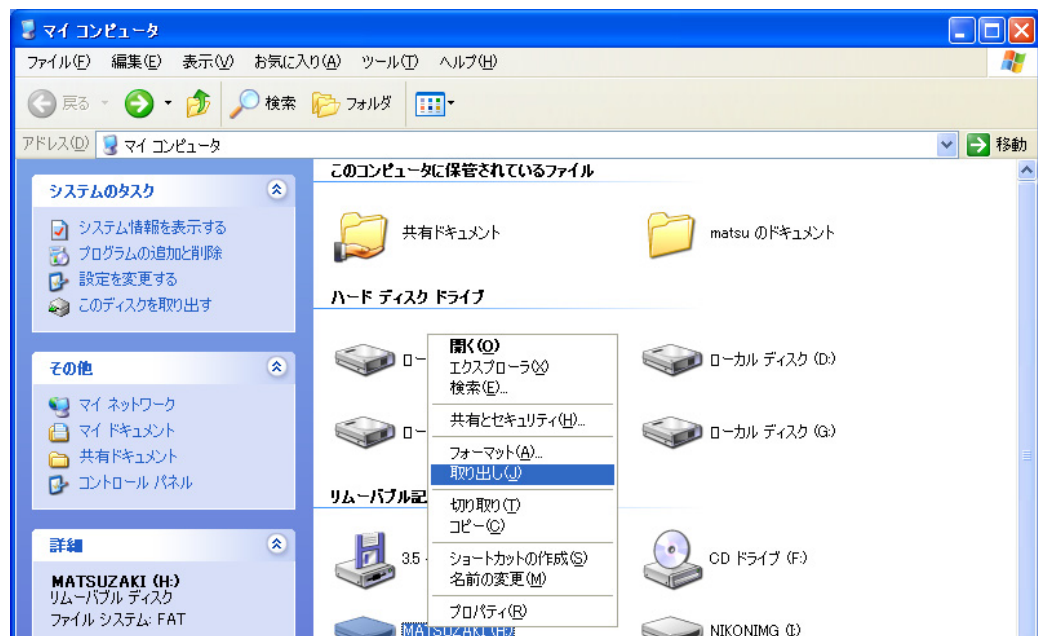 マイ コンピュータ
ファイル(F) 編集(E) 表示(V) お気に入り(A) ツール(T) ヘルプ(H)
戻る 検索 フォルダ
アドレス(D) マイ コンピュータ 移動
システムのタスク
システム情報を表示する
プログラムの追加と削除
設定を変更する
このディスクを取り出す
その他
マイ ネットワーク
マイ ドキュメント
共有ドキュメント
コントロール パネル
詳細
MATSUZAKI (H:)
リムーバブル ディスク
ファイル システム: FAT
このコンピュータに保管されているファイル
共有ドキュメント
matsu のドキュメント
ハード ディスク ドライブ
ロー
ローカル ディスク (D:)
ロー
ローカル ディスク (G:)
リムーバブル記
3.5
CD ドライブ (F:)
MATSUZAKI (H:)
NIKONIMG (I:)
開く(O)
エクスプローラ(X)
検索(E)...
共有とセキュリティ(H)...
フォーマット(A)...
取り出し(J)
切り取り(T)
コピー(C)
ショートカットの作成(S)
名前の変更(M)
プロパティ(R)